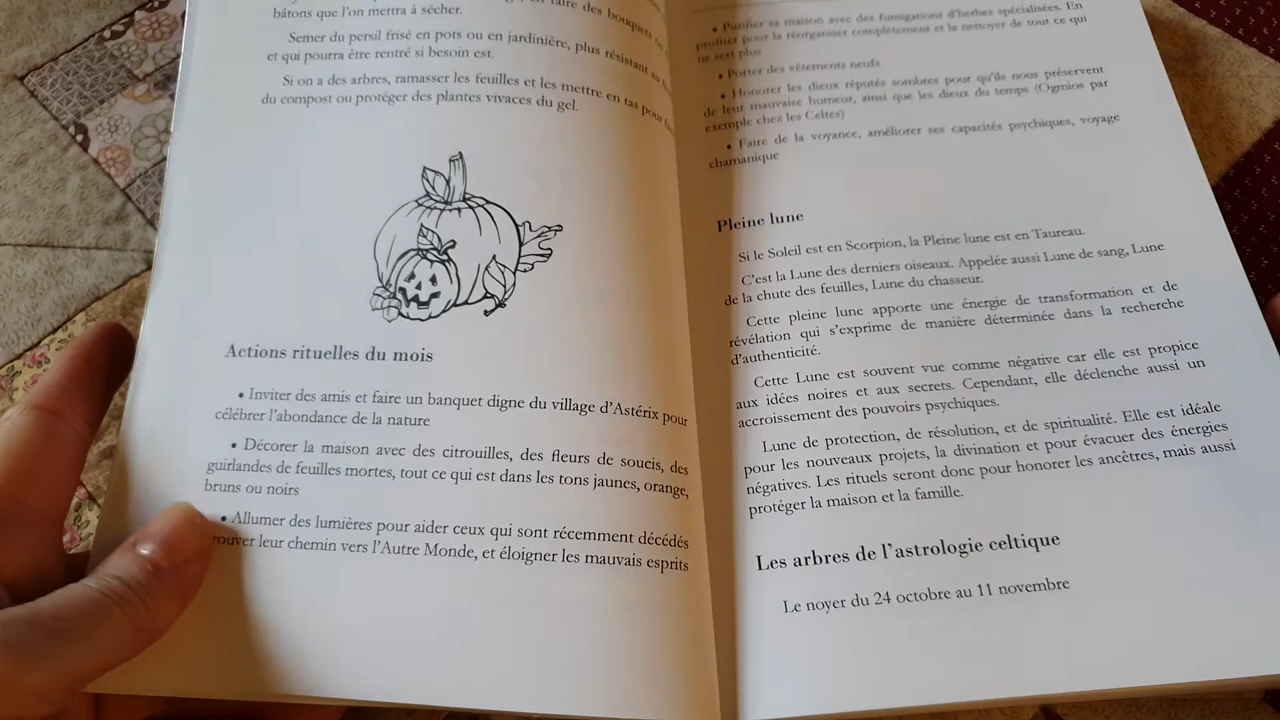 faire des bouquets
bâtons que l'on mettra à sécher.
Semer du persil frisé en pots ou en jardinière, plus résistant au
et qui pourra être rentré si besoin est.
Si on a des arbres, ramasser les feuilles et les mettre en tas pour
du compost ou protéger des plantes vivaces du gel.
Actions rituelles du mois
• Inviter des amis et faire un banquet digne du village d'Astérix pour
célébrer l'abondance de la nature
• Décorer la maison avec des citrouilles, des fleurs de soucis, des
guirlandes de feuilles mortes, tout ce qui est dans les tons jaunes, orange,
bruns ou noirs
• Allumer des lumières pour aider ceux qui sont récemment décédés
rouver leur chemin vers l'Autre Monde, et éloigner les mauvais esprits
• Purifier sa maison avec des fumigations d'herbes spécialisées. En
profiter pour la réorganiser complètement et la nettoyer de tout ce qui
ne sert plus
• Porter des vêtements neufs
• Honorer les dieux réputés sombres pour qu'ils nous préservent
de leur mauvaise humeur, ainsi que les dieux du temps (Ogmios par
exemple chez les Celtes)
• Faire de la voyance, améliorer ses capacités psychiques, voyage
chamanique
Pleine lune
Si le Soleil est en Scorpion, la Pleine lune est en Taureau.
C'est la Lune des derniers oiseaux. Appelée aussi Lune de sang, Lune
de la chute des feuilles, Lune du chasseur.
Cette pleine lune apporte une énergie de transformation et de
révélation qui s'exprime de manière déterminée dans la recherche
d'authenticité.
Cette Lune est souvent vue comme négative car elle est propice
aux idées noires et aux secrets. Cependant, elle déclenche aussi un
accroissement des pouvoirs psychiques.
Lune de protection, de résolution, et de spiritualité. Elle est idéale
pour les nouveaux projets, la divination et pour évacuer des énergies
négatives. Les rituels seront donc pour honorer les ancêtres, mais aussi
protéger la maison et la famille.
Les arbres de l'astrologie celtique
Le noyer du 24 octobre au 11 novembre